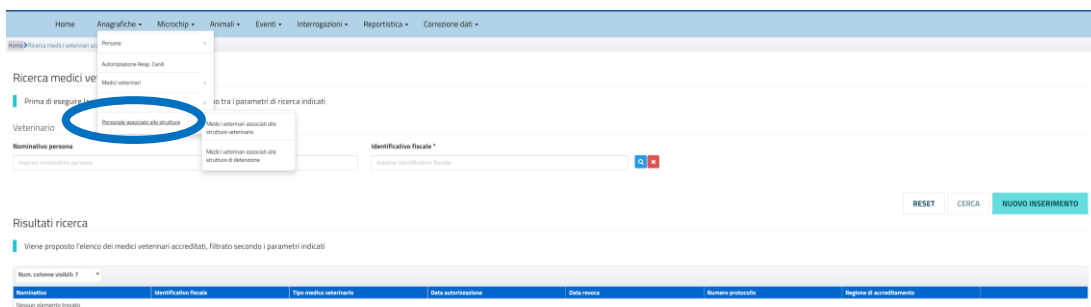 Home Anagrafiche Microchip Animali Eventi Interrogazioni Reportistica Correzione dati
Home Ricerca medici veterinari ac
Persone
Autorizzazione Resp. Canili
Medici veterinari
Personale associato alle strutture
Medici veterinari associati alle
strutture veterinarie
Medici veterinari associati alle
strutture di detenzione
Ricerca medici ve
Prima di eseguire la no tra i parametri di ricerca indicati
Veterinario
Nominativo persona Identificativo fiscale *
Inserire nominativo persona Inserire identificativo fiscale
RESET CERCA NUOVO INSERIMENTO
Risultati ricerca
Viene proposto l'elenco dei medici veterinari accreditati, filtrato secondo i parametri indicati
Num. colonne visibili: 7
Nominativo Identificativo fiscale Tipo medico veterinario Data autorizzazione Data revoca Numero protocollo Regione di accreditamento
Nessun elemento trovato